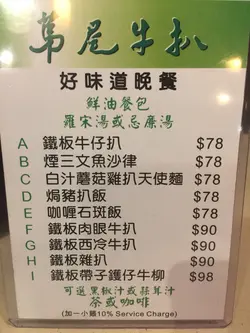 弟尼牛扒
好味道晚餐
鮮油餐包
羅宋湯或忌廉湯
A 鐵板牛仔扒 $78
B 煙三文魚沙律 $78
C 白汁蘑菇雞扒天使麵 $78
D 焗豬扒飯 $78
E 咖喱石斑飯 $78
F 鐵板肉眼牛扒 $90
G 鐵板西冷牛扒 $90
H 鐵板雜扒 $90
I 鐵板帶子鑊仔牛柳 $98
可選黑椒汁或蒜茸汁
茶或咖啡
(加一小賬10% Service Charge)